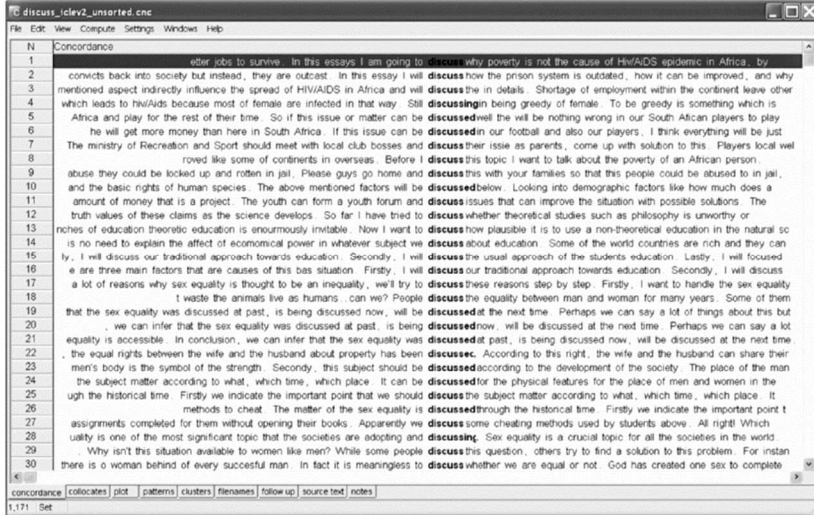 discuss_iclev2_unsorted.cnc
File Edit View Compute Settings Windows Help
N Concordance
1 etter jobs to survive. In this essays I am going to discuss why poverty is not the cause of Hiv/AiDS epidemic in Africa, by
2 convicts back into society but instead, they are outcast. In this essay I will discuss how the prison system is outdated, how it can be improved, and why
3 mentioned aspect indirectly influence the spread of HIV/AIDS in Africa and will discuss the in details. Shortage of employment within the continent leave other
4 which leads to hiv/Aids because most of female are infected in that way. Still discussing in being greedy of female. To be greedy is something which is
5 Africa and play for the rest of their time. So if this issue or matter can be discussed well the will be nothing wrong in our South Afican players to play
6 he will get more money than here in South Africa. If this issue can be discussed in our football and also our players, I think everything will be just
7 The ministry of Recreation and Sport should meet with local club bosses and discuss their issie as parents, come up with solution to this. Players local wel
8 roved like some of continents in overseas. Before I discuss this topic I want to talk about the poverty of an African person.
9 abuse they could be locked up and rotten in jail, Please guys go home and discuss this with your families so that this people could be abused to in jail,
10 and the basic rights of human species. The above mentioned factors will be discussed below. Looking into demographic factors like how much does a
11 amount of money that is a project. The youth can form a youth forum and discuss issues that can improve the situation with possible solutions. The
12 truth values of these claims as the science develops. So far I have tried to discuss whether theoretical studies such as philosophy is unworthy or
13 nches of education theoretic education is enourmously invitable. Now I want to discuss how plausible it is to use a non-theoretical education in the natural sc
14 is no need to explain the affect of economical power in whatever subject we discuss about education. Some of the world countries are rich and they can
15 ly, I will discuss our traditional approach towards education. Secondly, I will discuss the usual approach of the students education. Lastly, I will focused
16 e are three main factors that are causes of this bas situation. Firstly, I will discuss our traditional approach towards education. Secondly, I will discuss
17 a lot of reasons why sex equality is thought to be an inequality, we'll try to discuss these reasons step by step. Firstly, I want to handle the sex equality
18 t waste the animals live as humans...can we? People discuss the equality between man and woman for many years. Some of them
19 that the sex equality was discussed at past, is being discussed now, will be discussed at the next time. Perhaps we can say a lot of things about this but
20 , we can infer that the sex equality was discussed at past, is being discussed now, will be discussed at the next time. Perhaps we can say a lot
21 equality is accessible. In conclusion, we can infer that the sex equality was discussed at past, is being discussed now, will be discussed at the next time.
22 , the equal rights between the wife and the husband about property has been discussec. According to this right, the wife and the husband can share their
23 men's body is the symbol of the strength. Secondy, this subject should be discussed according to the development of the society. The place of the man
24 the subject matter according to what, which time, which place. It can be discussed for the physical features for the place of men and women in the
25 ugh the historical time. Firstly we indicate the important point that we should discuss the subject matter according to what, which time, which place. It
26 methods to cheat. The matter of the sex equality is discussed through the historical time. Firstly we indicate the important point t
27 assignments completed for them without opening their books. Apparently we discuss some cheating methods used by students above. All right! Which
28 uality is one of the most significant topic that the societies are adopting and discussing. Sex equality is a crucial topic for all the societies in the world.
29 . Why isn't this situation available to women like men? While some people discuss this question, others try to find a solution to this problem. For instan
30 there is o woman behind of every succesful man. In fact it is meaningless to discuss whether we are equal or not. God has created one sex to complete
concordance collocates plot patterns clusters filenames follow up source text notes
1,171 Set